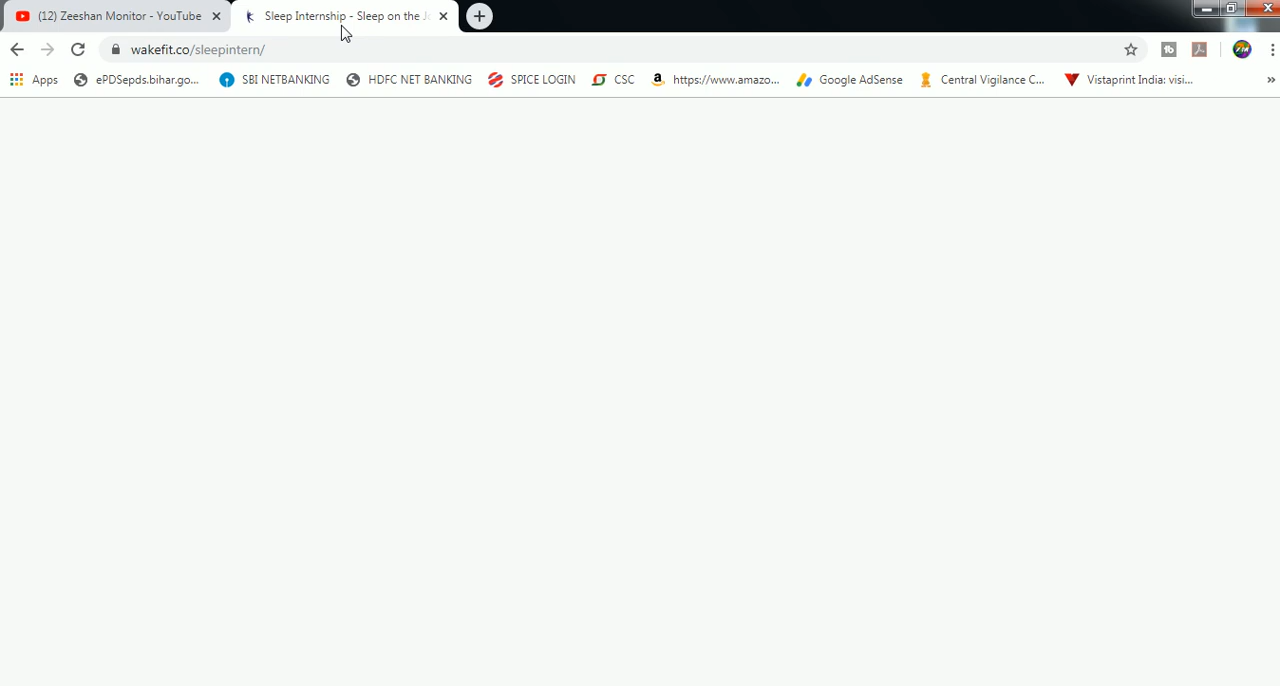 (12) Zeeshan Monitor - YouTube
Sleep Internship - Sleep on the J
wakefit.co/sleepintern/
Apps
ePDSepds.bihar.go...
SBI NETBANKING
HDFC NET BANKING
SPICE LOGIN
CSC
https://www.amazo...
Google AdSense
Central Vigilance C...
Vistaprint India: visi...